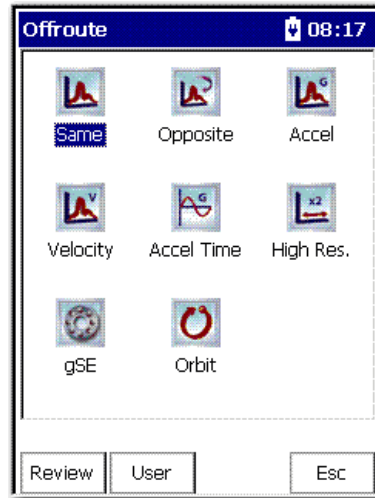 Offroute 08:17
Same Opposite Accel
Velocity Accel Time High Res.
gSE Orbit
Review User Esc